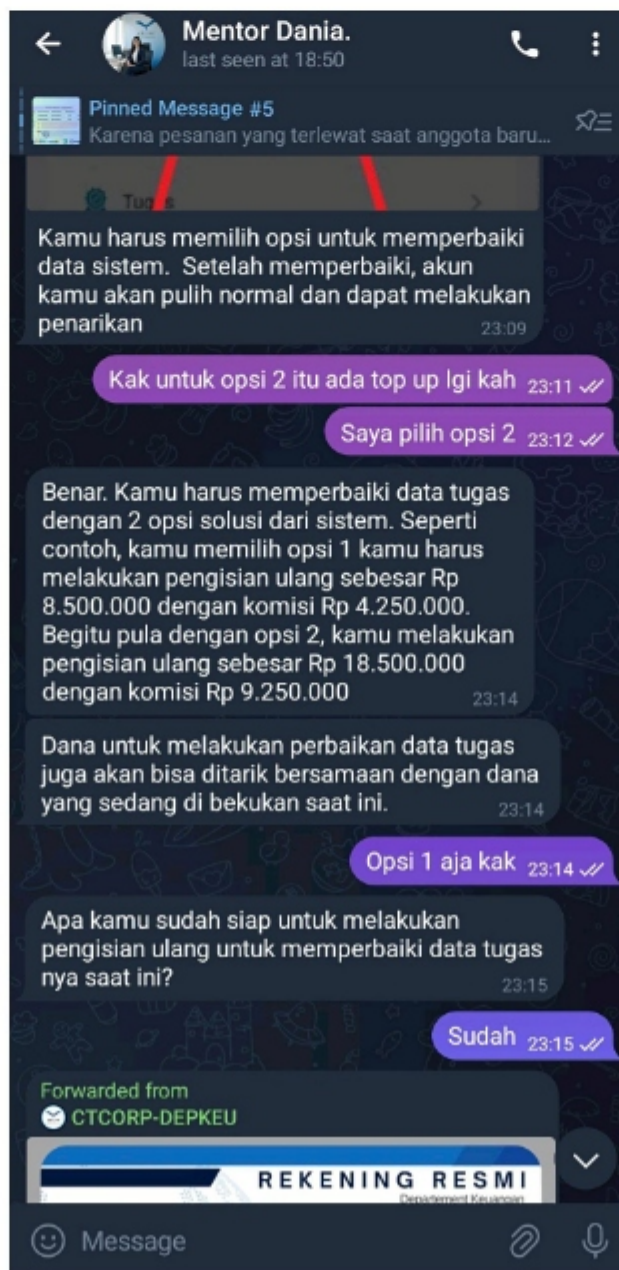 Mentor Dania.
last seen at 18:50
Pinned Message #5
Karena pesanan yang terlewat saat anggota baru...
Tugas
Kamu harus memilih opsi untuk memperbaiki
data sistem. Setelah memperbaiki, akun
kamu akan pulih normal dan dapat melakukan
penarikan
23:09
Kak untuk opsi 2 itu ada top up lgi kah 23:11
Saya pilih opsi 2 23:12
Benar. Kamu harus memperbaiki data tugas
dengan 2 opsi solusi dari sistem. Seperti
contoh, kamu memilih opsi 1 kamu harus
melakukan pengisian ulang sebesar Rp
8.500.000 dengan komisi Rp 4.250.000.
Begitu pula dengan opsi 2, kamu melakukan
pengisian ulang sebesar Rp 18.500.000
dengan komisi Rp 9.250.000
23:14
Dana untuk melakukan perbaikan data tugas
juga akan bisa ditarik bersamaan dengan dana
yang sedang di bekukan saat ini.
23:14
Opsi 1 aja kak 23:14
Apa kamu sudah siap untuk melakukan
pengisian ulang untuk memperbaiki data tugas
nya saat ini?
23:15
Sudah 23:15
Forwarded from
CTCORP-DEPKEU
REKENING RESMI
Departement Keuangan
Message